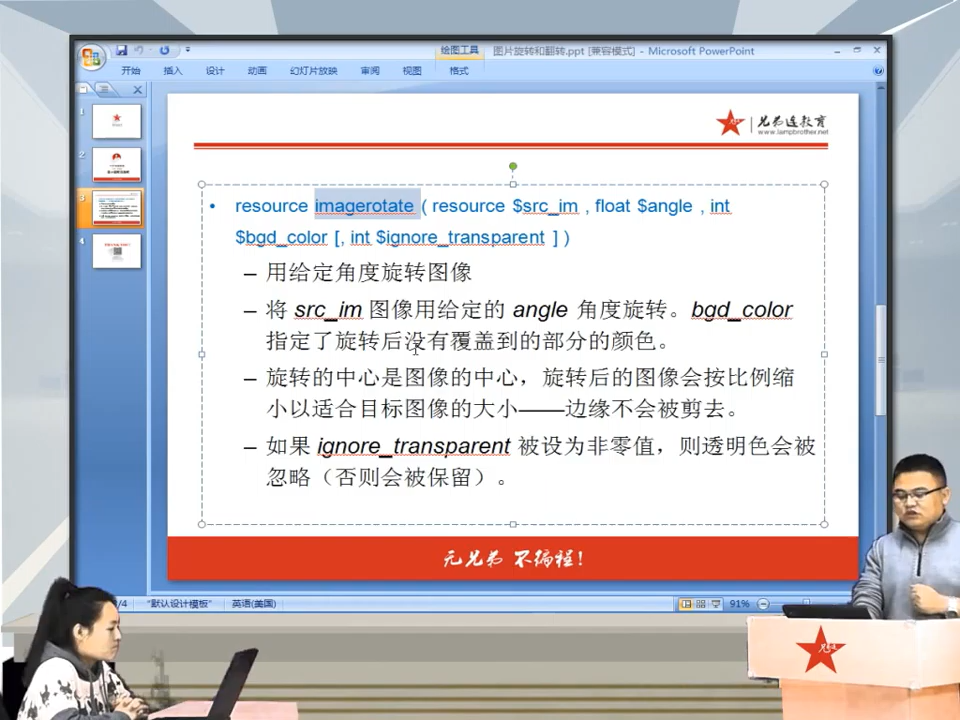 绘图工具
图片旋转和翻转.ppt [兼容模式] - Microsoft PowerPoint
开始 插入 设计 动画 幻灯片放映 审阅 视图 格式
1
2
3
4
兄弟连教育
www.lampbrother.net
• resource imagerotate ( resource $src_im , float $angle , int
$bgd_color [, int $ignore_transparent ] )
– 用给定角度旋转图像
– 将 src_im 图像用给定的 angle 角度旋转。bgd_color
指定了旋转后没有覆盖到的部分的颜色。
– 旋转的中心是图像的中心，旋转后的图像会按比例缩
小以适合目标图像的大小——边缘不会被剪去。
– 如果 ignore_transparent 被设为非零值，则透明色会被
忽略（否则会被保留）。
无兄弟 不编程!
/4 "默认设计模板" 英语(美国) 91%